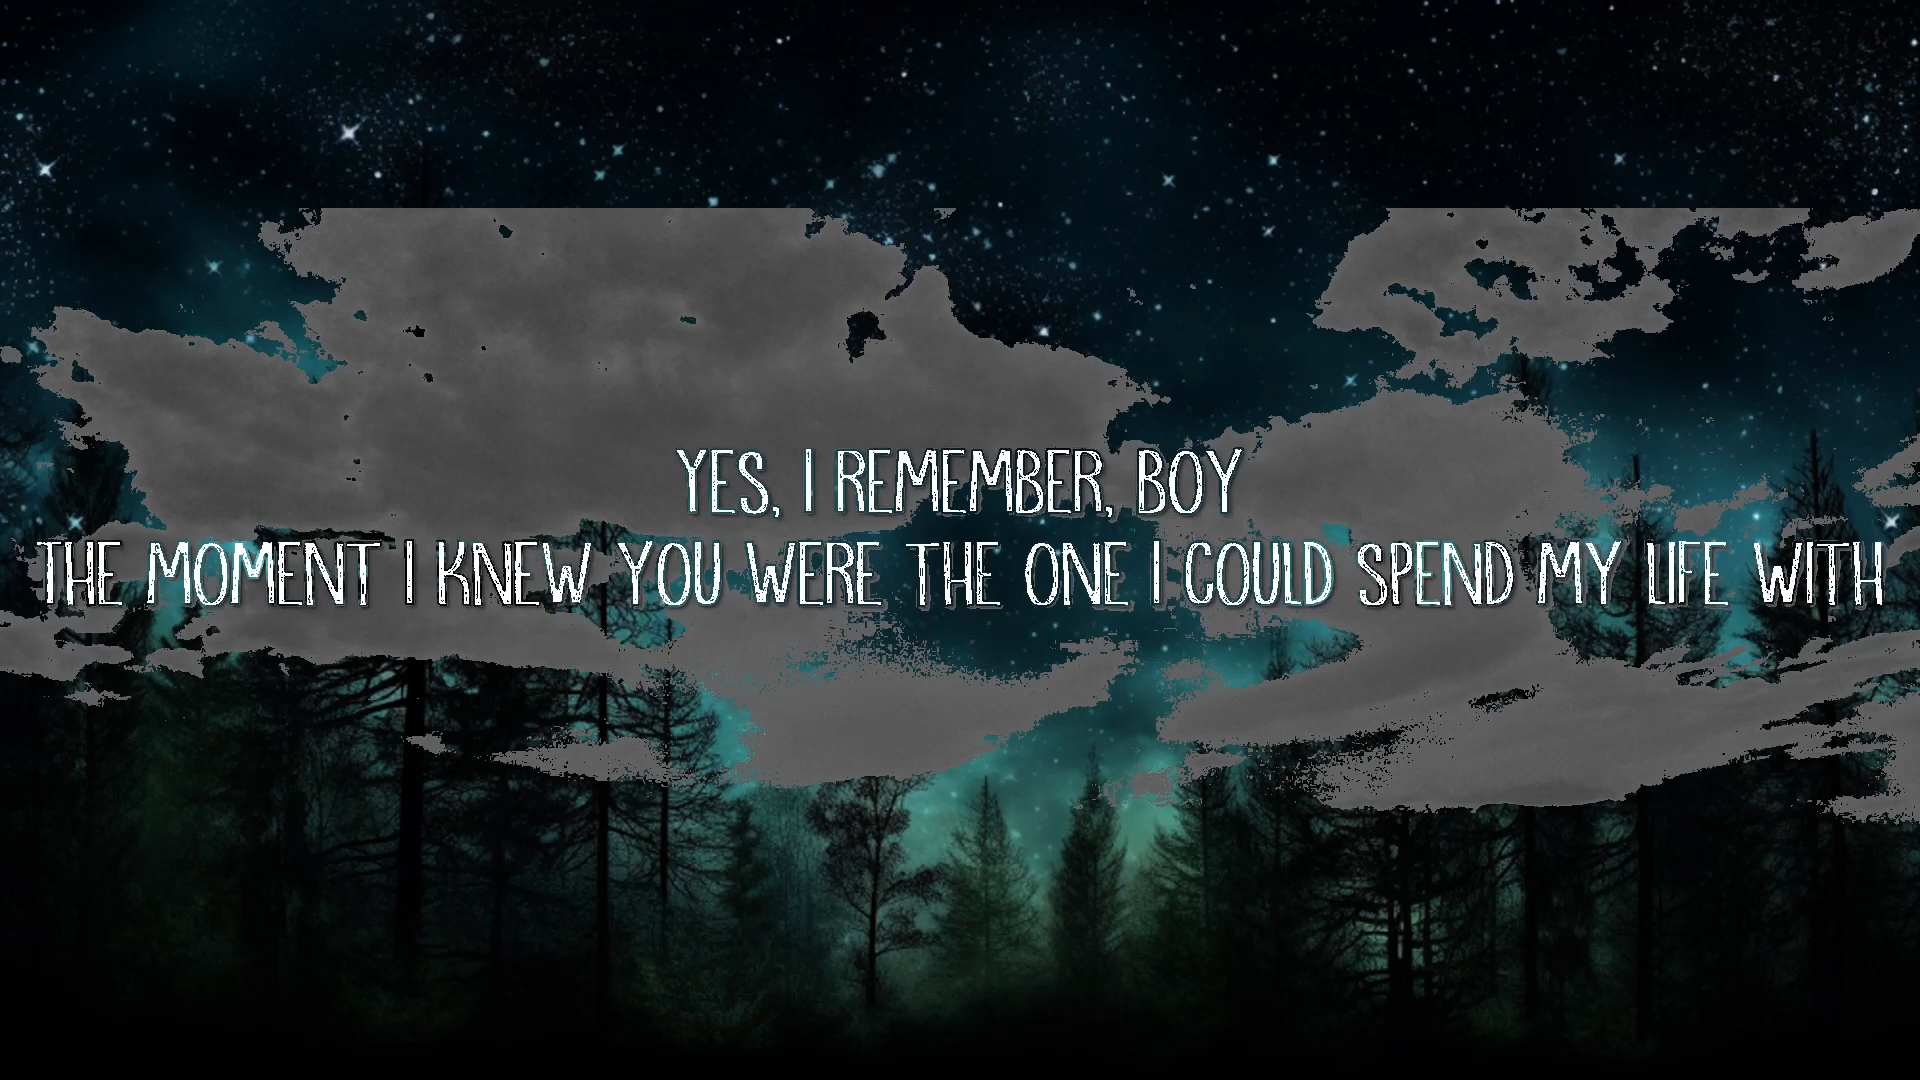 YES, I REMEMBER, BOY
THE MOMENT I KNEW YOU WERE THE ONE I COULD SPEND MY LIFE WITH